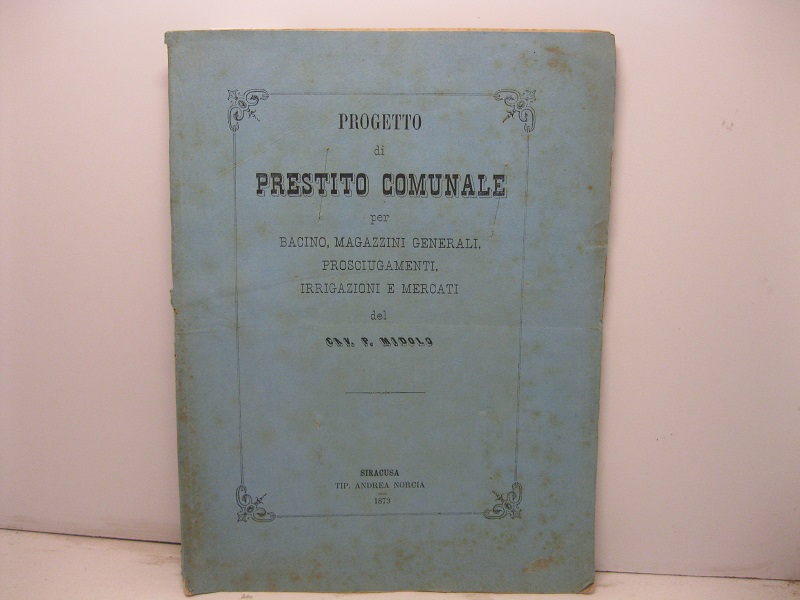 PROGETTO
di
PRESTITO COMUNALE
per
BACINO, MAGAZZINI GENERALI,
PROSCIUGAMENTI,
IRRIGAZIONI E MERCATI
del
CAV. F. MIDOLO
SIRACUSA
TIP. ANDREA NORCIA
1879